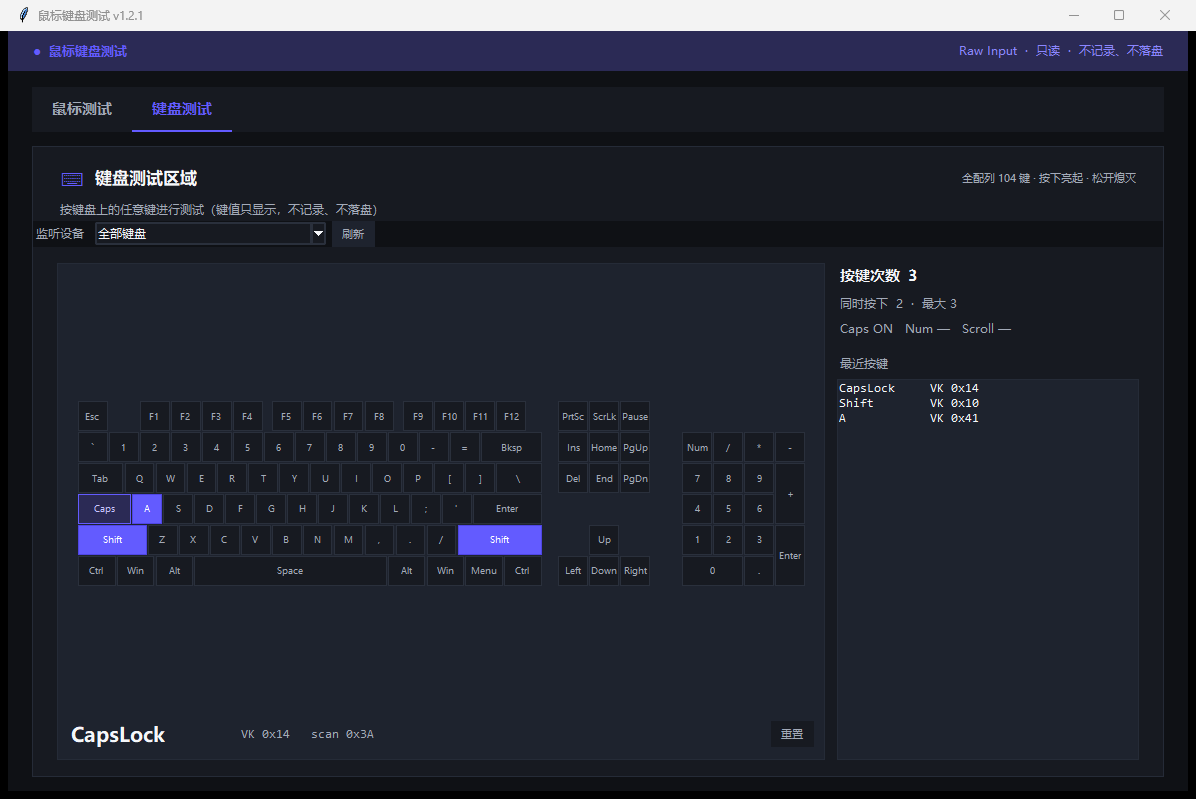 鼠标键盘测试 v1.2.1
● 鼠标键盘测试 Raw Input · 只读 · 不记录、不落盘
鼠标测试 键盘测试
键盘测试区域 全配列 104 键 · 按下亮起 · 松开熄灭
按键盘上的任意键进行测试（键值只显示，不记录、不落盘）
监听设备 全部键盘 刷新
按键次数 3
同时按下 2 · 最大 3
Caps ON Num — Scroll —
最近按键
CapsLock VK 0x14
Shift VK 0x10
A VK 0x41
Esc F1 F2 F3 F4 F5 F6 F7 F8 F9 F10 F11 F12 PrtSc ScrLk Pause
` 1 2 3 4 5 6 7 8 9 0 - = Bksp Ins Home PgUp Num / * -
Tab Q W E R T Y U I O P [ ] \ Del End PgDn 7 8 9 +
Caps A S D F G H J K L ; ' Enter 4 5 6
Shift Z X C V B N M , . / Shift Up 1 2 3 Enter
Ctrl Win Alt Space Alt Win Menu Ctrl Left Down Right 0 .
CapsLock VK 0x14 scan 0x3A 重置